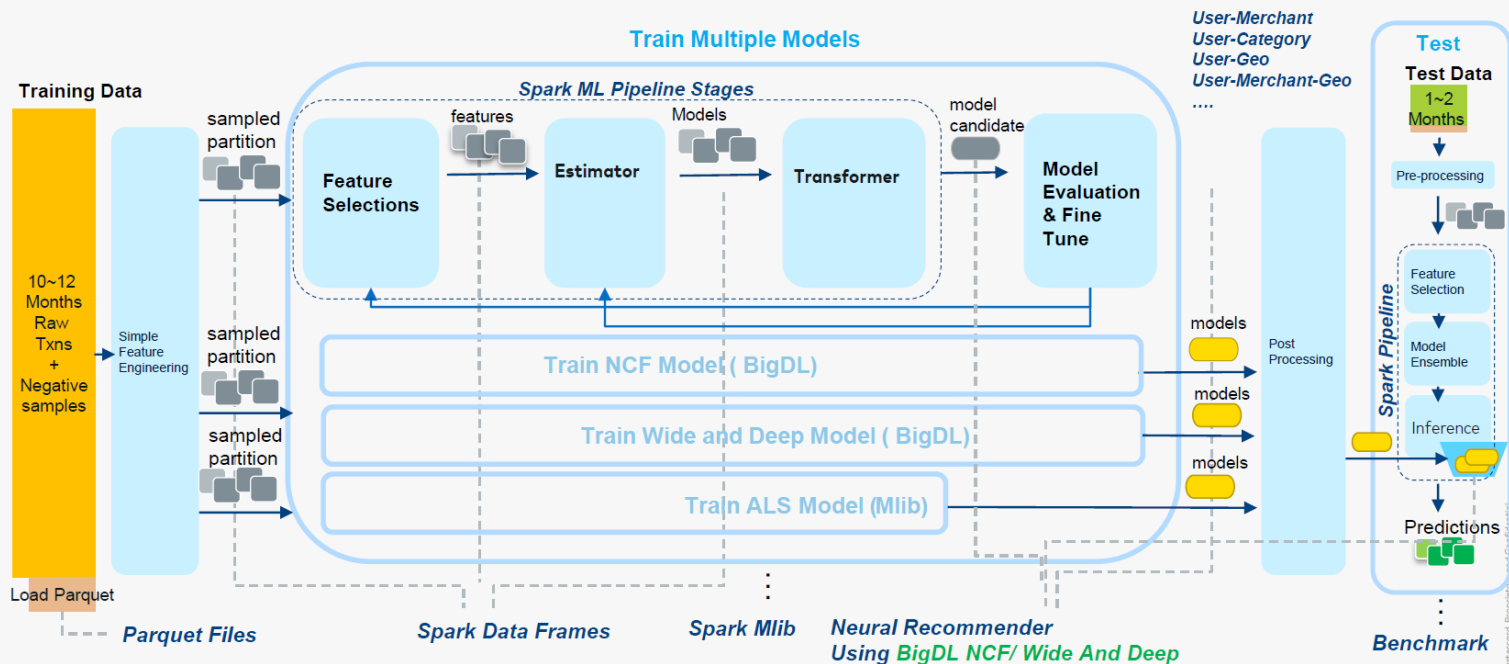 Train Multiple Models
User-Merchant
User-Category
User-Geo
User-Merchant-Geo
....
Test
Test Data
1~2
Months
Training Data
Spark ML Pipeline Stages
sampled
partition
features
Models
model
candidate
Feature
Selections
Estimator
Transformer
Model
Evaluation
& Fine
Tune
Pre-processing
10~12
Months
Raw
Txns
+
Negative
samples
Simple
Feature
Engineering
sampled
partition
sampled
partition
Train NCF Model ( BigDL)
Train Wide and Deep Model ( BigDL)
Train ALS Model (Mlib)
models
models
models
Post
Processing
Spark Pipeline
Feature
Selection
Model
Ensemble
Inference
Predictions
Load Parquet
Parquet Files
Spark Data Frames
Spark Mlib
Neural Recommender
Using BigDL NCF/ Wide And Deep
Benchmark